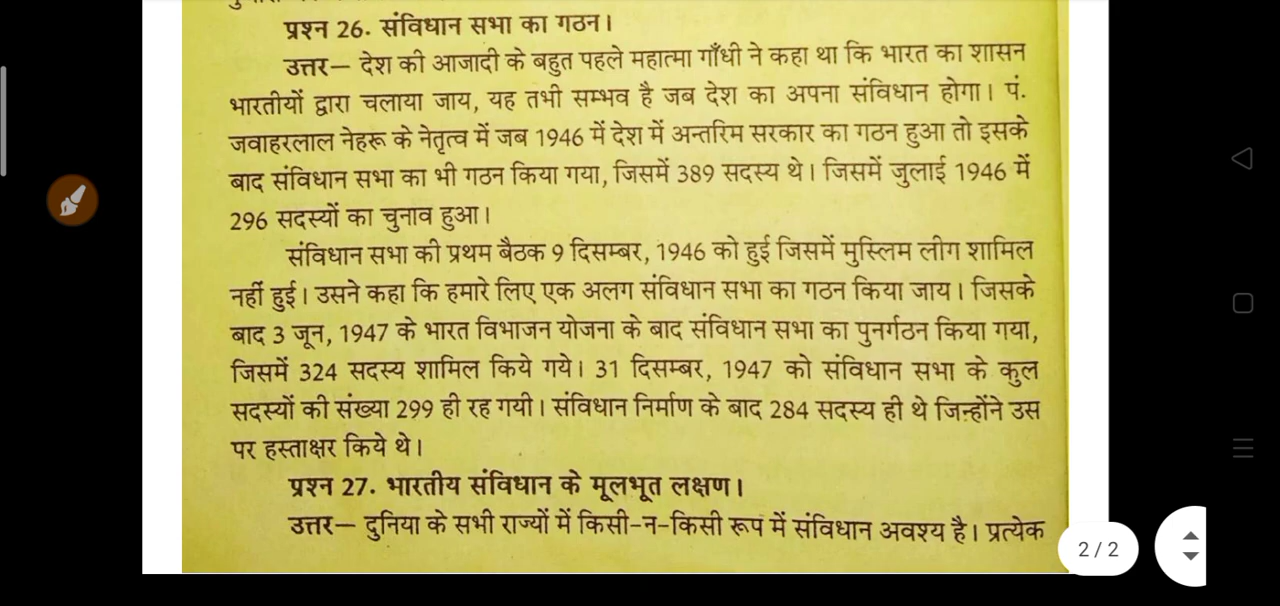 प्रश्न 26. संविधान सभा का गठन।
उत्तर— देश की आजादी के बहुत पहले महात्मा गाँधी ने कहा था कि भारत का शासन
भारतीयों द्वारा चलाया जाय, यह तभी सम्भव है जब देश का अपना संविधान होगा। पं.
जवाहरलाल नेहरू के नेतृत्व में जब 1946 में देश में अन्तरिम सरकार का गठन हुआ तो इसके
बाद संविधान सभा का भी गठन किया गया, जिसमें 389 सदस्य थे। जिसमें जुलाई 1946 में
296 सदस्यों का चुनाव हुआ।
संविधान सभा की प्रथम बैठक 9 दिसम्बर, 1946 को हुई जिसमें मुस्लिम लीग शामिल
नहीं हुई। उसने कहा कि हमारे लिए एक अलग संविधान सभा का गठन किया जाय। जिसके
बाद 3 जून, 1947 के भारत विभाजन योजना के बाद संविधान सभा का पुनर्गठन किया गया,
जिसमें 324 सदस्य शामिल किये गये। 31 दिसम्बर, 1947 को संविधान सभा के कुल
सदस्यों की संख्या 299 ही रह गयी। संविधान निर्माण के बाद 284 सदस्य ही थे जिन्होंने उस
पर हस्ताक्षर किये थे।
प्रश्न 27. भारतीय संविधान के मूलभूत लक्षण।
उत्तर— दुनिया के सभी राज्यों में किसी-न-किसी रूप में संविधान अवश्य है। प्रत्येक
2/2